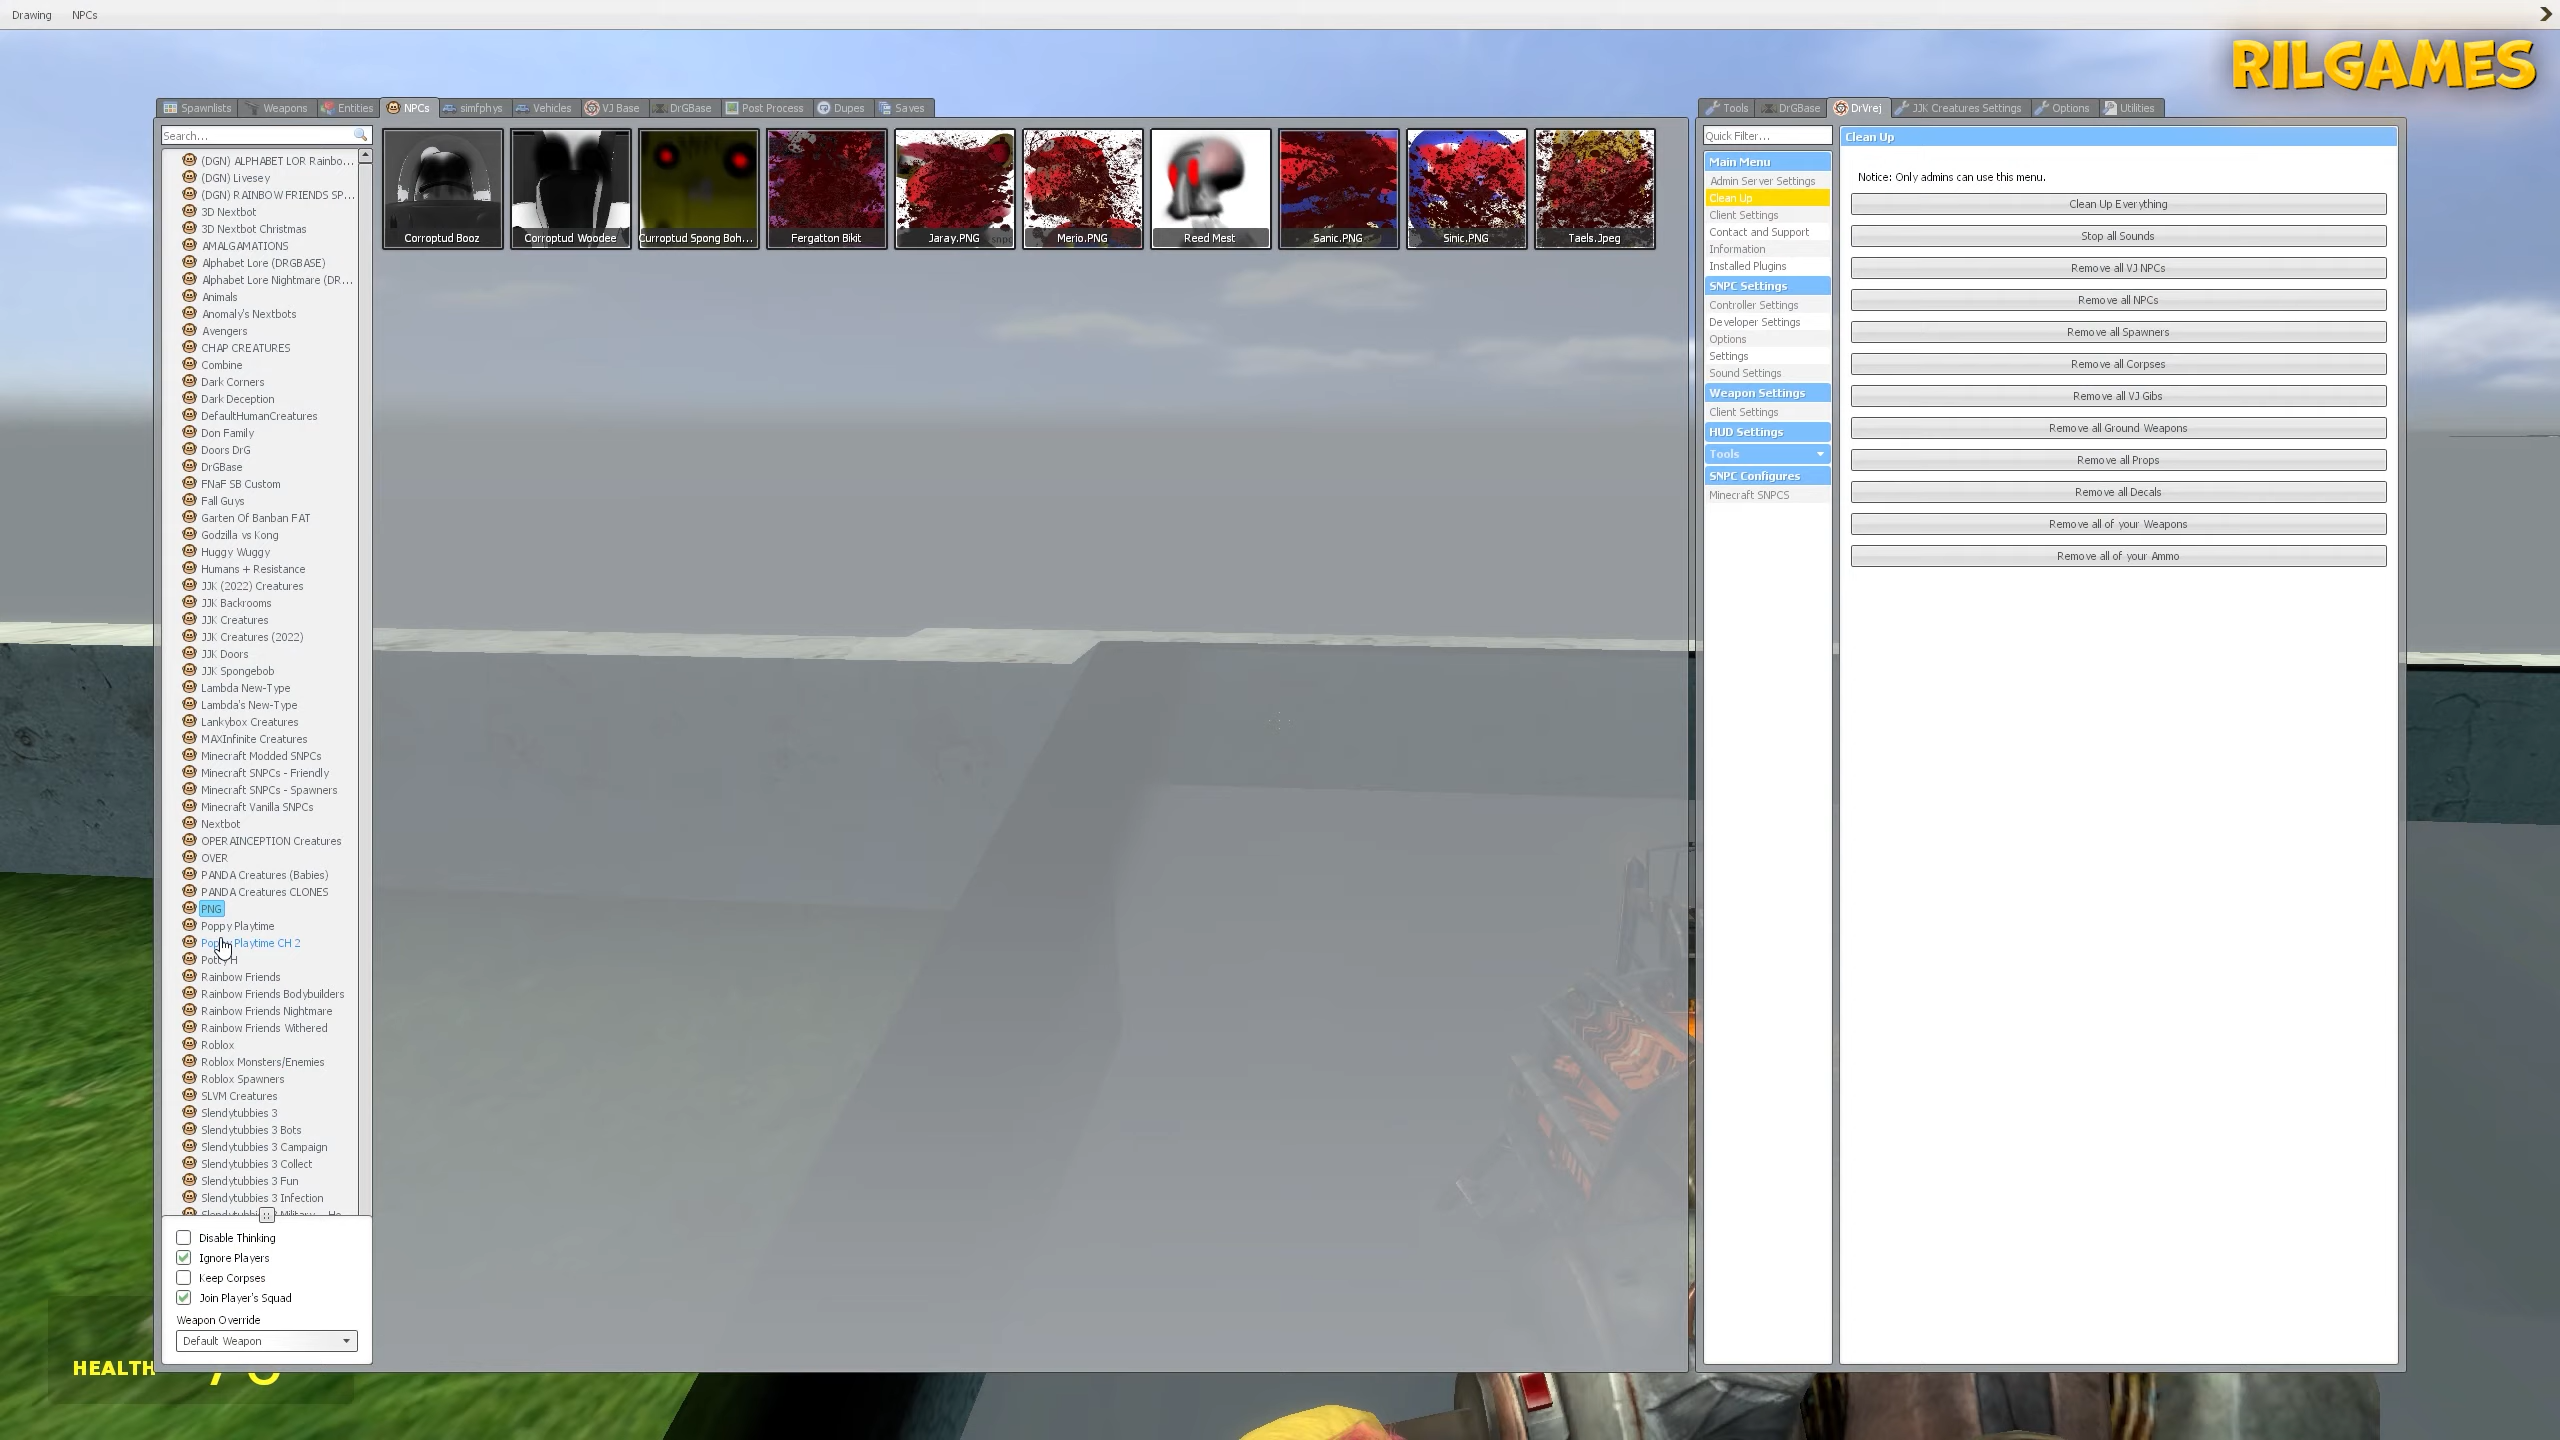 Drawing NPCs
RILGAMES
Spawnlists Weapons Entities NPCs simfphys Vehicles VJ Base DrGBase Post Process Dupes Saves
Search...
(DGN) ALPHABET LOR Rainbo...
(DGN) Livesey
(DGN) RAINBOW FRIENDS SP...
3D Nextbot
3D Nextbot Christmas
AMALGAMATIONS
Alphabet Lore (DRGBASE)
Alphabet Lore Nightmare (DR...
Animals
Anomaly's Nextbots
Avengers
CHAP CREATURES
Combine
Dark Corners
Dark Deception
DefaultHumanCreatures
Don Family
Doors DrG
DrGBase
FNaF SB Custom
Fall Guys
Garten Of Banban FAT
Godzilla vs Kong
Huggy Wuggy
Humans + Resistance
JJK (2022) Creatures
JJK Backrooms
JJK Creatures
JJK Creatures (2022)
JJK Doors
JJK Spongebob
Lambda New-Type
Lambda's New-Type
Lankybox Creatures
MAXInfinite Creatures
Minecraft Modded SNPCs
Minecraft SNPCs - Friendly
Minecraft SNPCs - Spawners
Minecraft Vanilla SNPCs
Nextbot
OPERAINCEPTION Creatures
OVER
PANDA Creatures (Babies)
PANDA Creatures CLONES
PNG
Poppy Playtime
Poppy Playtime CH 2
Potty H
Rainbow Friends
Rainbow Friends Bodybuilders
Rainbow Friends Nightmare
Rainbow Friends Withered
Roblox
Roblox Monsters/Enemies
Roblox Spawners
SLVM Creatures
Slendytubbies 3
Slendytubbies 3 Bots
Slendytubbies 3 Campaign
Slendytubbies 3 Collect
Slendytubbies 3 Fun
Slendytubbies 3 Infection
Disable Thinking
Ignore Players
Keep Corpses
Join Player's Squad
Weapon Override
Default Weapon
HEALTH
Corroptud Booz
Corroptud Woodee
Curroptud Spong Boh...
Fergatton Bikit
Jaray.PNG
Merio.PNG
Reed Mest
Sanic.PNG
Sinic.PNG
Taels.Jpeg
Tools DrGBase DrVrej JJK Creatures Settings Options Utilities
Quick Filter...
Main Menu
Admin Server Settings
Clean Up
Client Settings
Contact and Support
Information
Installed Plugins
SNPC Settings
Controller Settings
Developer Settings
Options
Settings
Sound Settings
Weapon Settings
Client Settings
HUD Settings
Tools
SNPC Configures
Minecraft SNPCS
Clean Up
Notice: Only admins can use this menu.
Clean Up Everything
Stop all Sounds
Remove all VJ NPCs
Remove all NPCs
Remove all Spawners
Remove all Corpses
Remove all VJ Gibs
Remove all Ground Weapons
Remove all Props
Remove all Decals
Remove all of your Weapons
Remove all of your Ammo